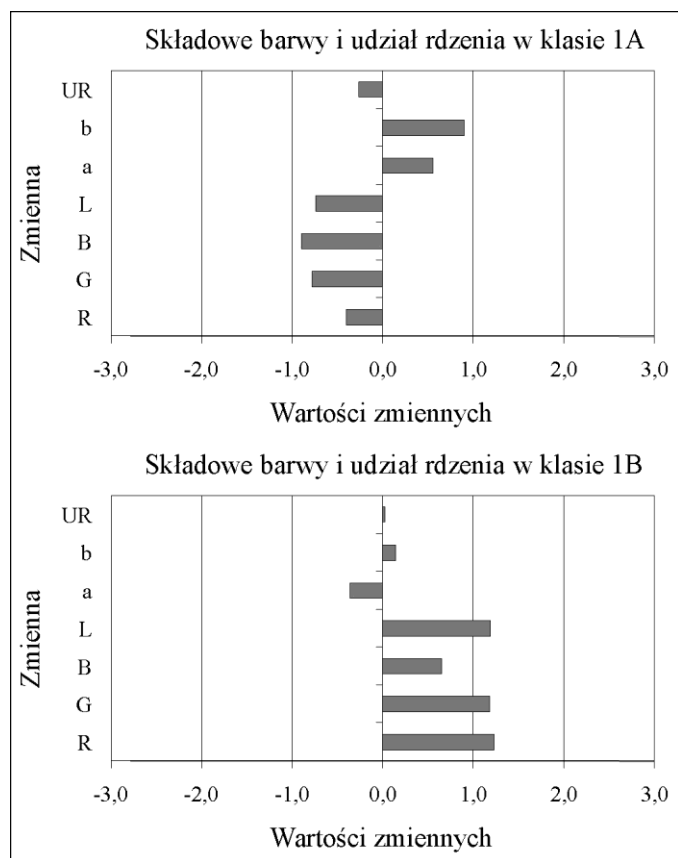 Składowe barwy i udział rdzenia w klasie 1A
Zmienna
UR
b
a
L
B
G
R
-3,0 -2,0 -1,0 0,0 1,0 2,0 3,0
Wartości zmiennych
Składowe barwy i udział rdzenia w klasie 1B
Zmienna
UR
b
a
L
B
G
R
-3,0 -2,0 -1,0 0,0 1,0 2,0 3,0
Wartości zmiennych